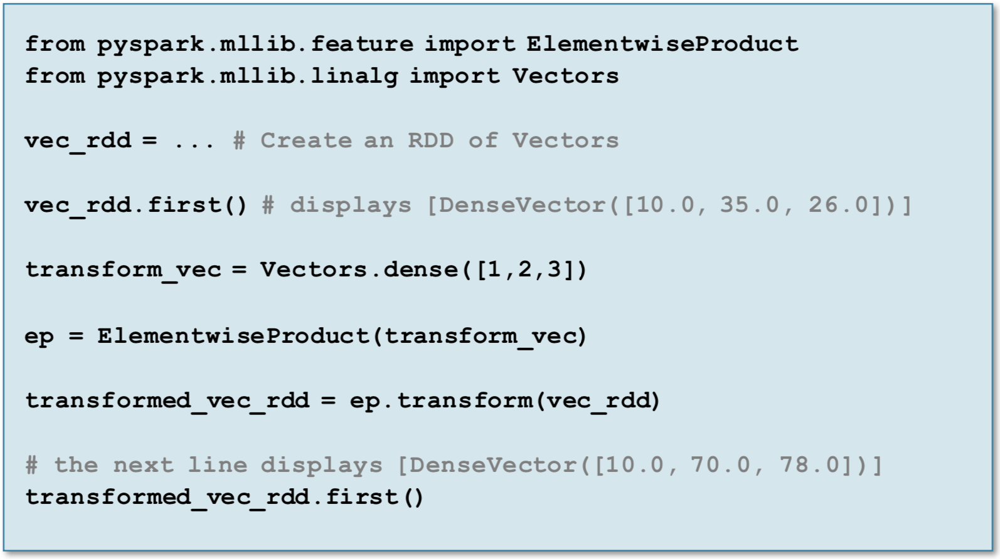 from pyspark.mllib.feature import ElementwiseProduct
from pyspark.mllib.linalg import Vectors
vec_rdd = ... # Create an RDD of Vectors
vec_rdd.first() # displays [DenseVector([10.0, 35.0, 26.0])]
transform_vec = Vectors.dense([1,2,3])
ep = ElementwiseProduct(transform_vec)
transformed_vec_rdd = ep.transform(vec_rdd)
# the next line displays [DenseVector([10.0, 70.0, 78.0])]
transformed_vec_rdd.first()